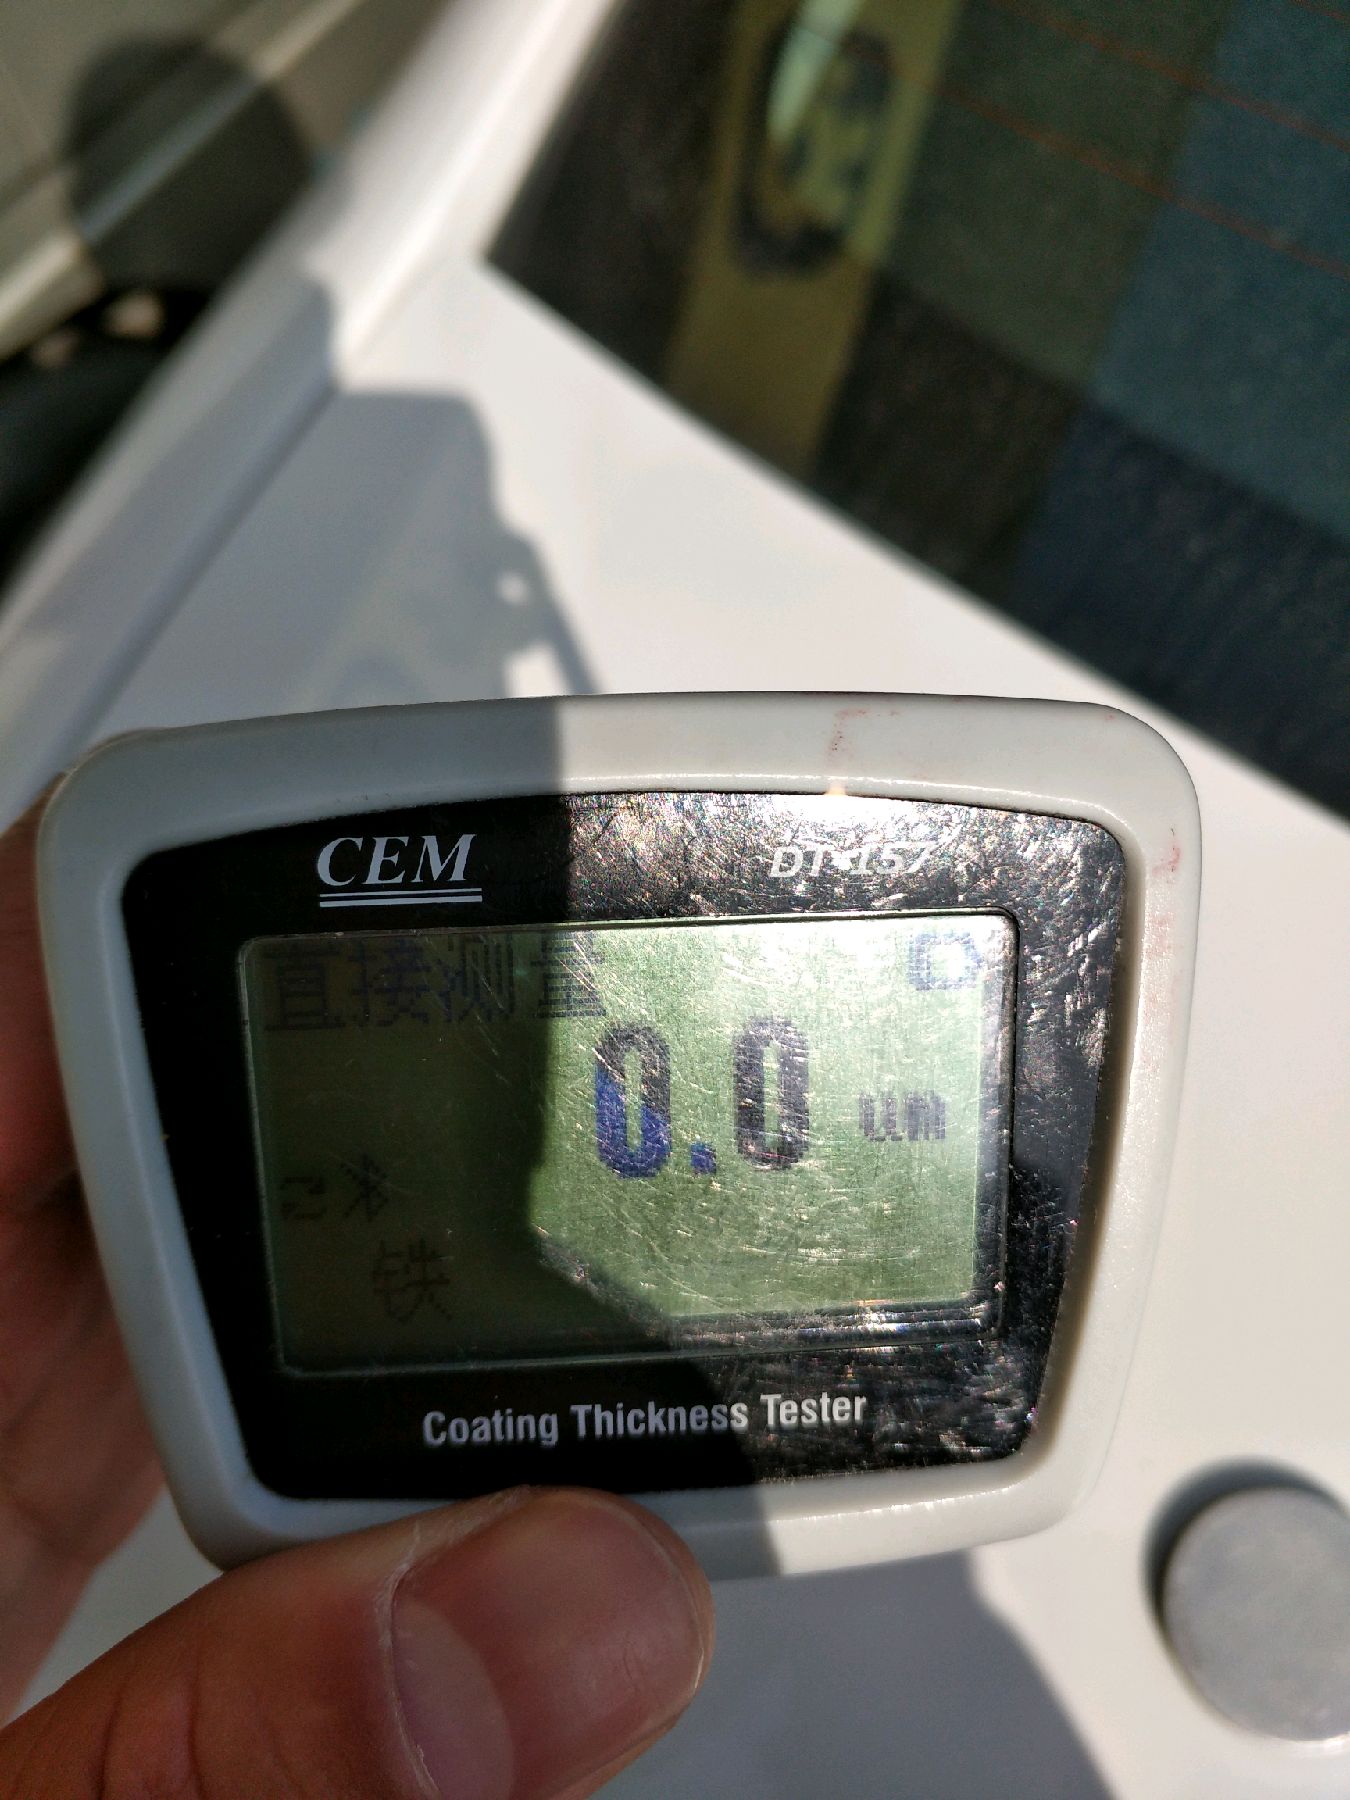 CEM
DT-157
直接测量
0.0 um
铁
Coating Thickness Tester